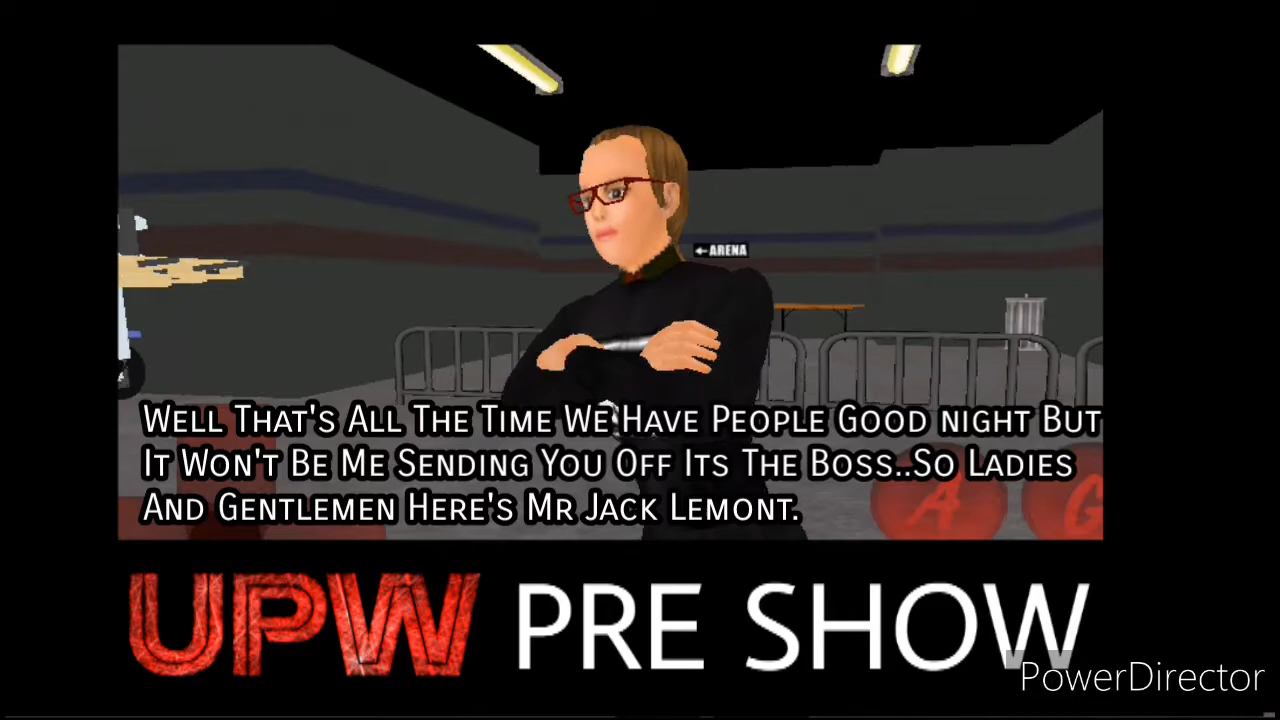 ←ARENA
Well That's All The Time We Have People Good night But
It Won't Be Me Sending You Off Its The Boss..So Ladies
And Gentlemen Here's Mr Jack Lemont.
A G
UPW PRE SHOW
PowerDirector